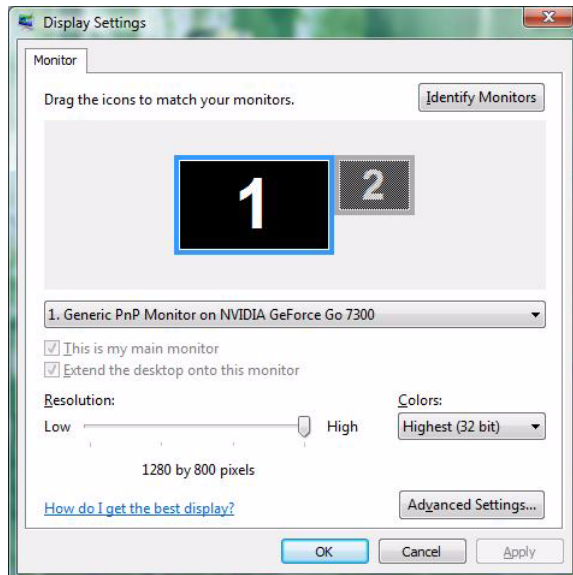 Display Settings
Monitor
Drag the icons to match your monitors.
Identify Monitors
1
2
1. Generic PnP Monitor on NVIDIA GeForce Go 7300
This is my main monitor
Extend the desktop onto this monitor
Resolution:
Colors:
Low
High
Highest (32 bit)
1280 by 800 pixels
How do I get the best display?
Advanced Settings...
OK
Cancel
Apply